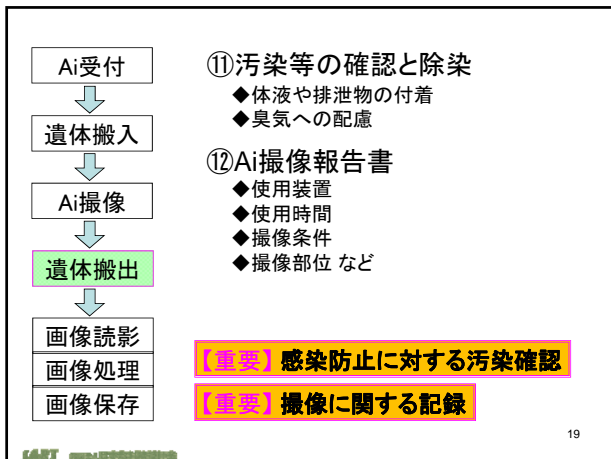 Ai受付
遺体搬入
Ai撮像
遺体搬出
画像読影
画像処理
画像保存
⑪汚染等の確認と除染
◆体液や排泄物の付着
◆臭気への配慮
⑫Ai撮像報告書
◆使用装置
◆使用時間
◆撮像条件
◆撮像部位 など
【重要】感染防止に対する汚染確認
【重要】撮像に関する記録
19